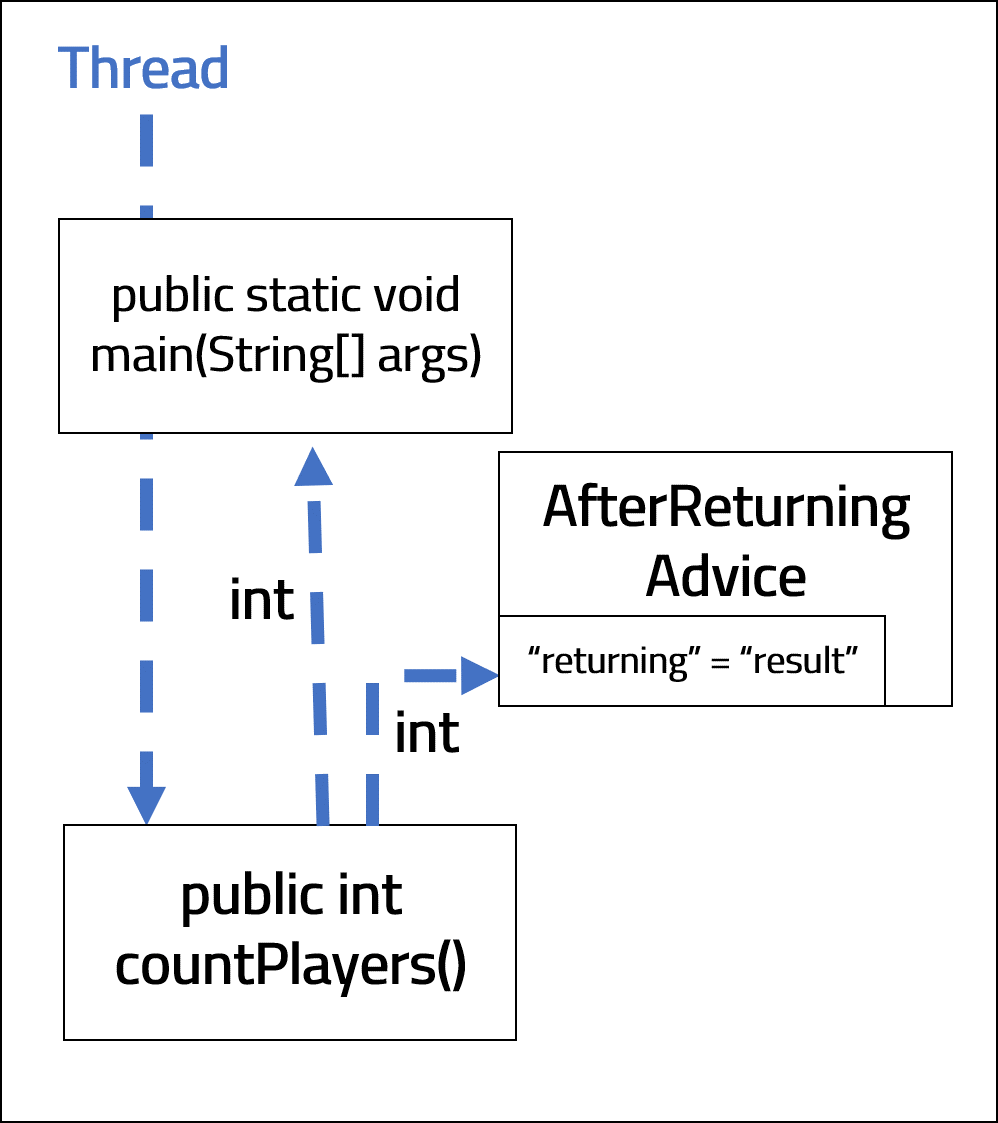 Thread
public static void
main(String[] args)
AfterReturning
Advice
int
“returning” = “result”
int
public int
countPlayers()